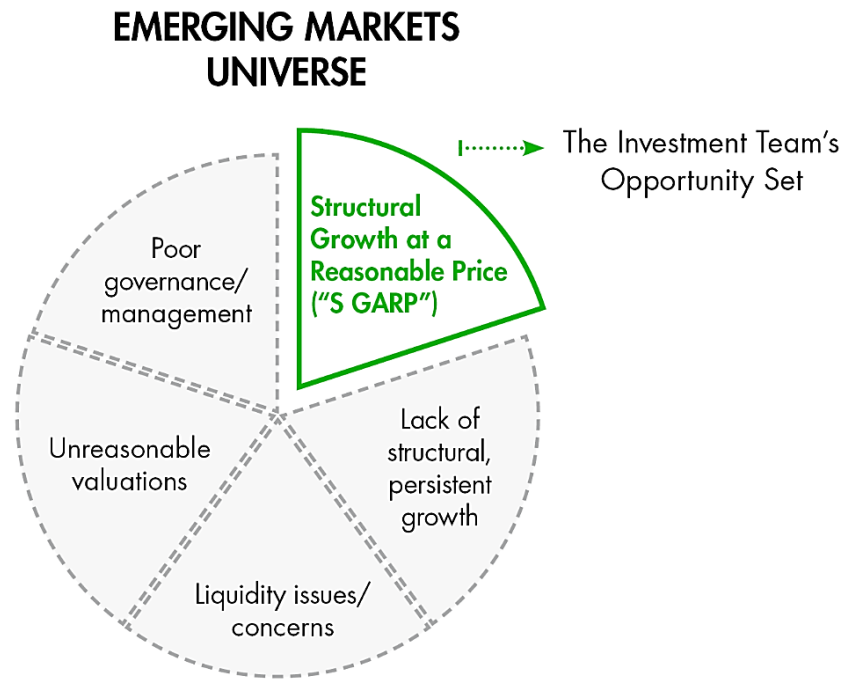 EMERGING MARKETS
UNIVERSE
The Investment Team's
Opportunity Set
Structural
Growth at a
Reasonable Price
(“S GARP”)
Poor
governance/
management
Lack of
structural,
persistent
growth
Unreasonable
valuations
Liquidity issues/
concerns